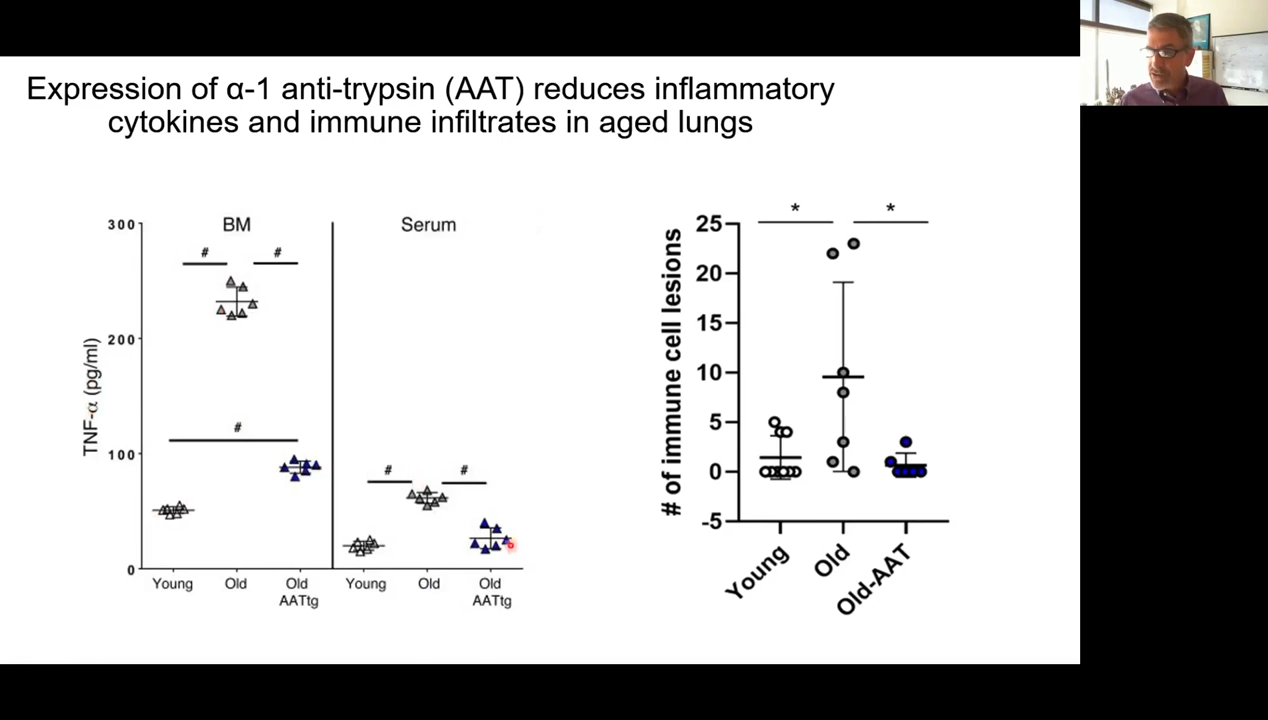 Expression of α-1 anti-trypsin (AAT) reduces inflammatory
cytokines and immune infiltrates in aged lungs
BM
Serum
TNF-α (pg/ml)
300
200
100
0
#
#
#
#
#
Young
Old
Old
AATtg
Young
Old
Old
AATtg
# of immune cell lesions
25
20
15
10
5
0
-5
*
*
Young
Old
Old-AAT